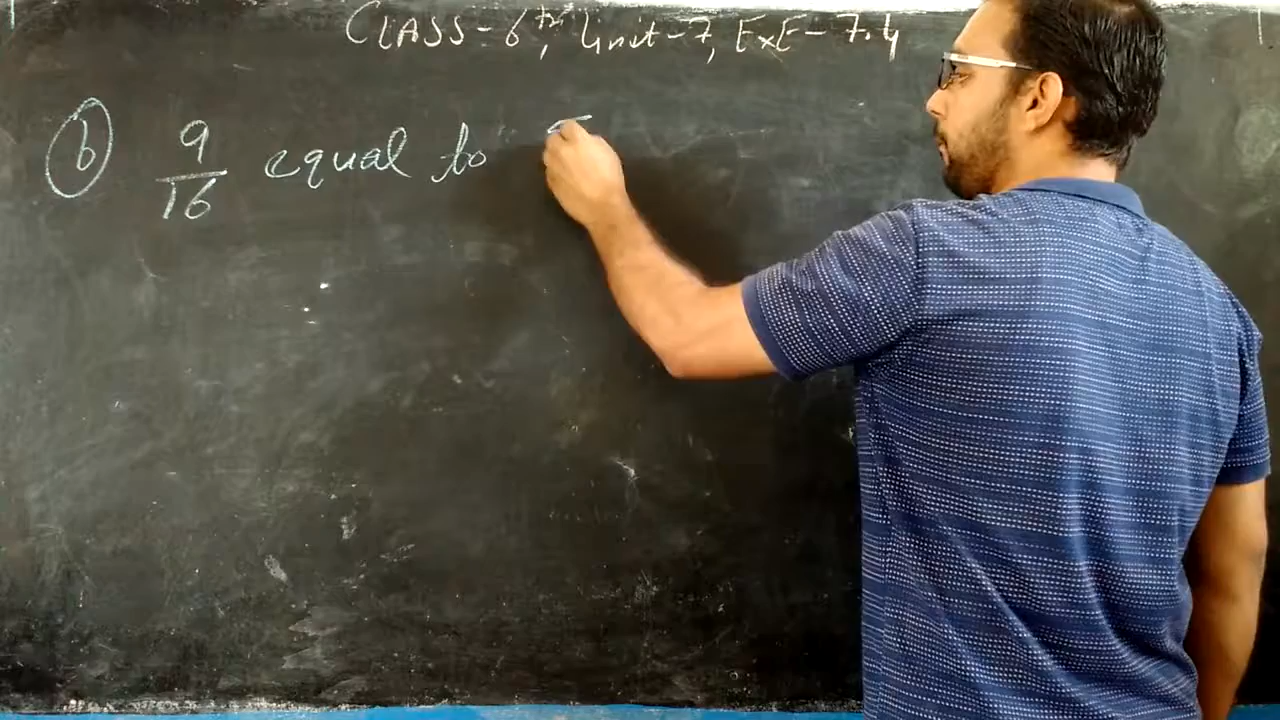 CLASS-6th, Unit-7, ExE-7.4
(b) 9/16 equal to